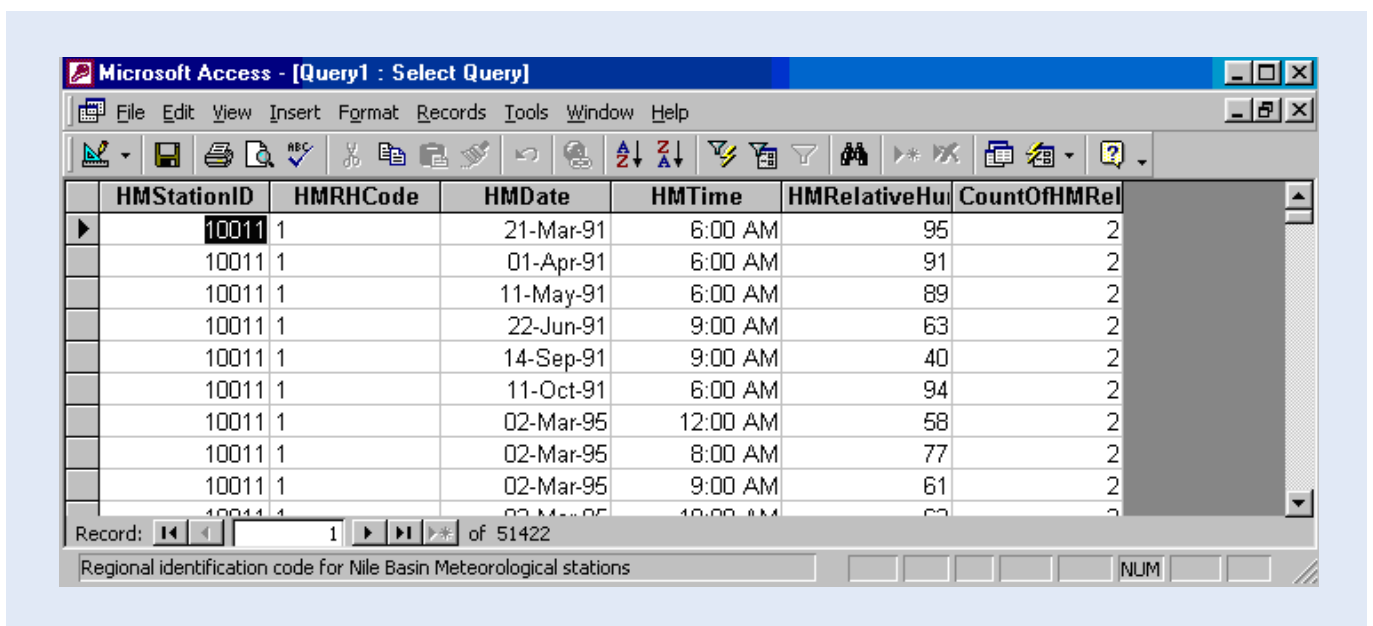 Microsoft Access - [Query1 : Select Query]
File Edit View Insert Format Records Tools Window Help
HMStationID HMRHCode HMDate HMTime HMRelativeHu CountOfHMRel
10011 1 21-Mar-91 6:00 AM 95 2
10011 1 01-Apr-91 6:00 AM 91 2
10011 1 11-May-91 6:00 AM 89 2
10011 1 22-Jun-91 9:00 AM 63 2
10011 1 14-Sep-91 9:00 AM 40 2
10011 1 11-Oct-91 6:00 AM 94 2
10011 1 02-Mar-95 12:00 AM 58 2
10011 1 02-Mar-95 8:00 AM 77 2
10011 1 02-Mar-95 9:00 AM 61 2
Record: 1 of 51422
Regional identification code for Nile Basin Meteorological stations NUM